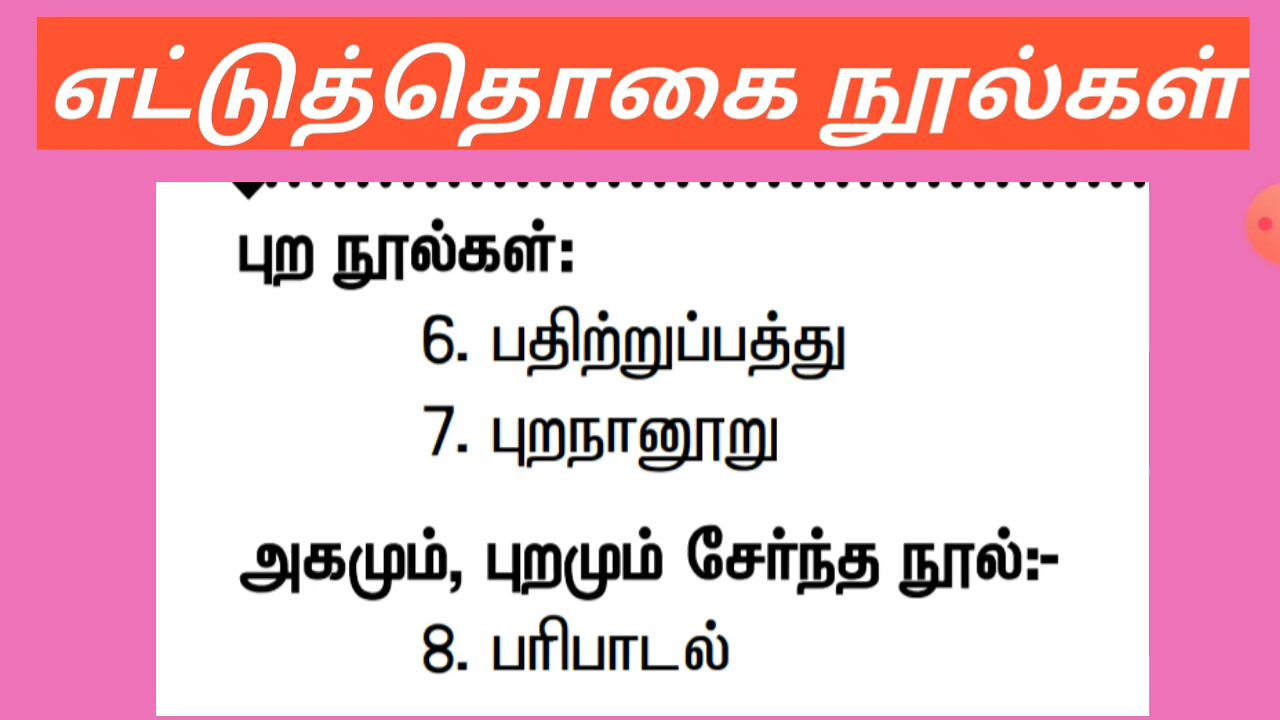 எட்டுத்தொகை நூல்கள்
புற நூல்கள்:
6. பதிற்றுப்பத்து
7. புறநானூறு
அகமும், புறமும் சேர்ந்த நூல்:-
8. பரிபாடல்